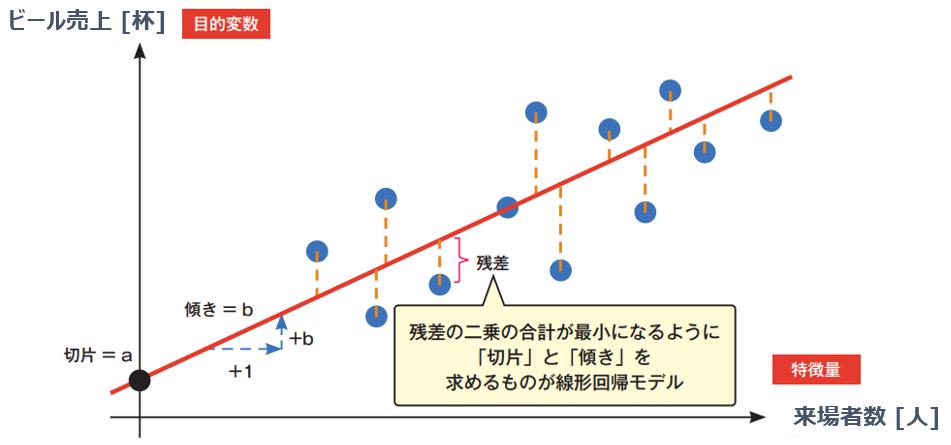 ビール売上 [杯]
目的変数
残差
傾き＝b
+b
切片＝a
+1
残差の二乗の合計が最小になるように
「切片」と「傾き」を
求めるものが線形回帰モデル
特徴量
来場者数 [人]